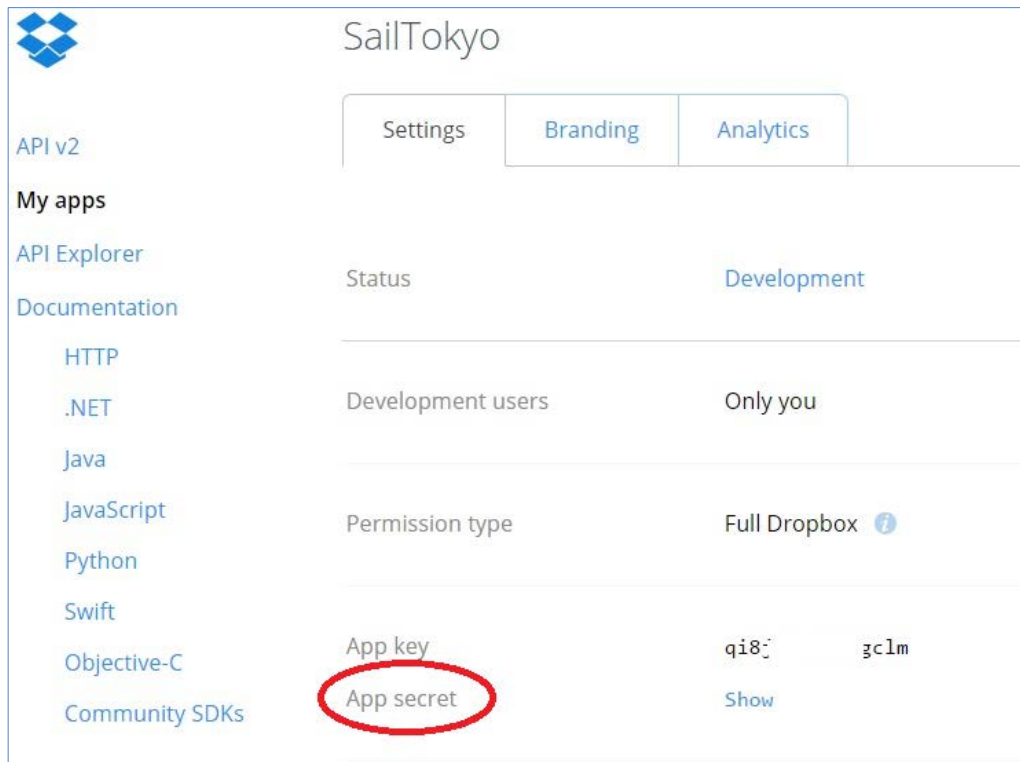 SailTokyo
Settings
Branding
Analytics
API v2
My apps
API Explorer
Documentation
HTTP
.NET
Java
JavaScript
Python
Swift
Objective-C
Community SDKs
Status
Development
Development users
Only you
Permission type
Full Dropbox
App key
gclm
App secret
Show